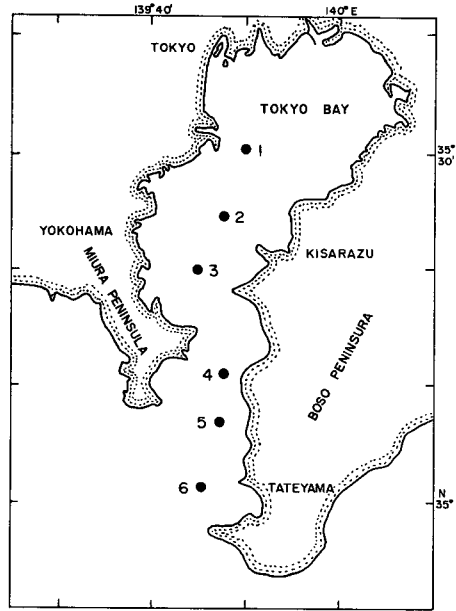 139°40'
140°E
TOKYO
TOKYO BAY
1
35°
30'
2
YOKOHAMA
KISARAZU
3
MIURA PENINSULA
BOSO PENINSURA
4
5
6
TATEYAMA
N
35°